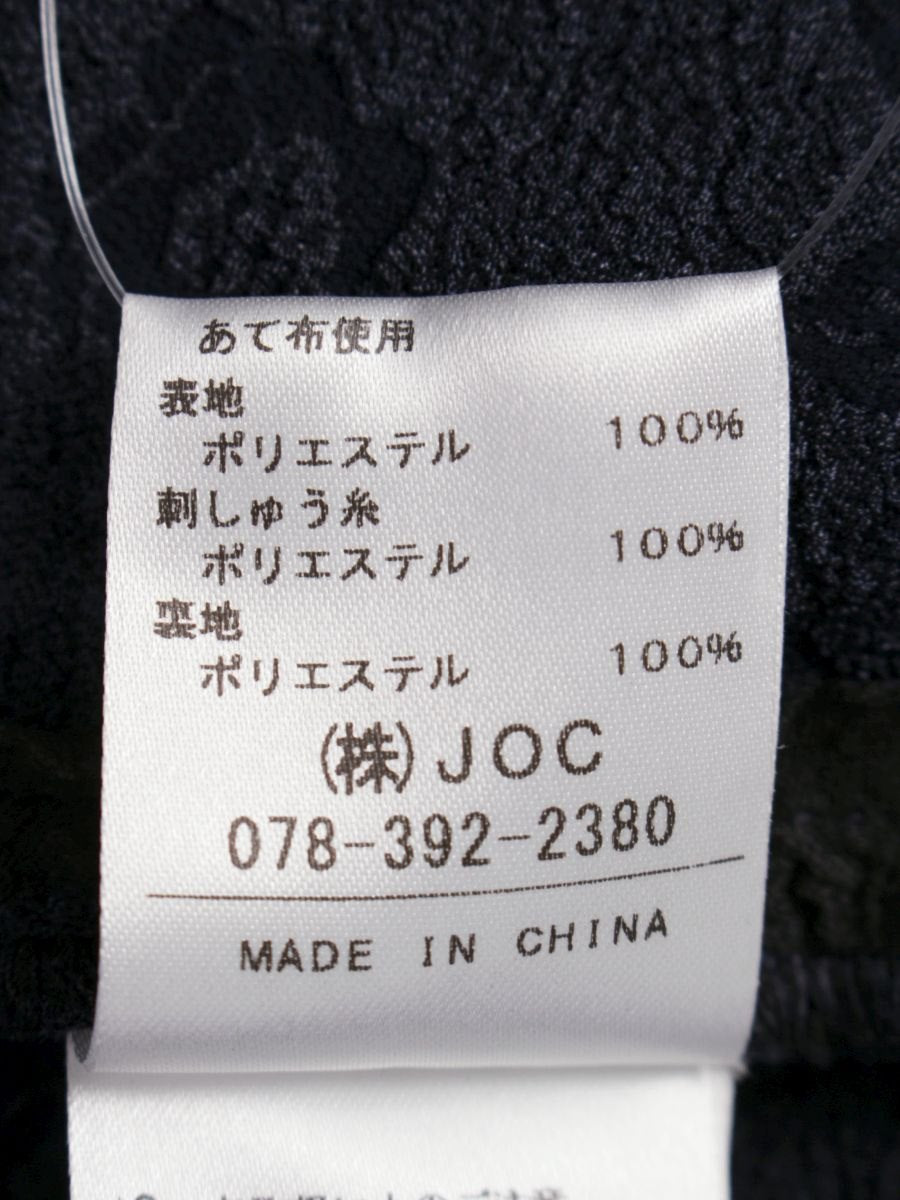 あて布使用
表地
ポリエステル 100%
刺しゅう糸
ポリエステル 100%
裏地
ポリエステル 100%
(株)JOC
078-392-2380
MADE IN CHINA